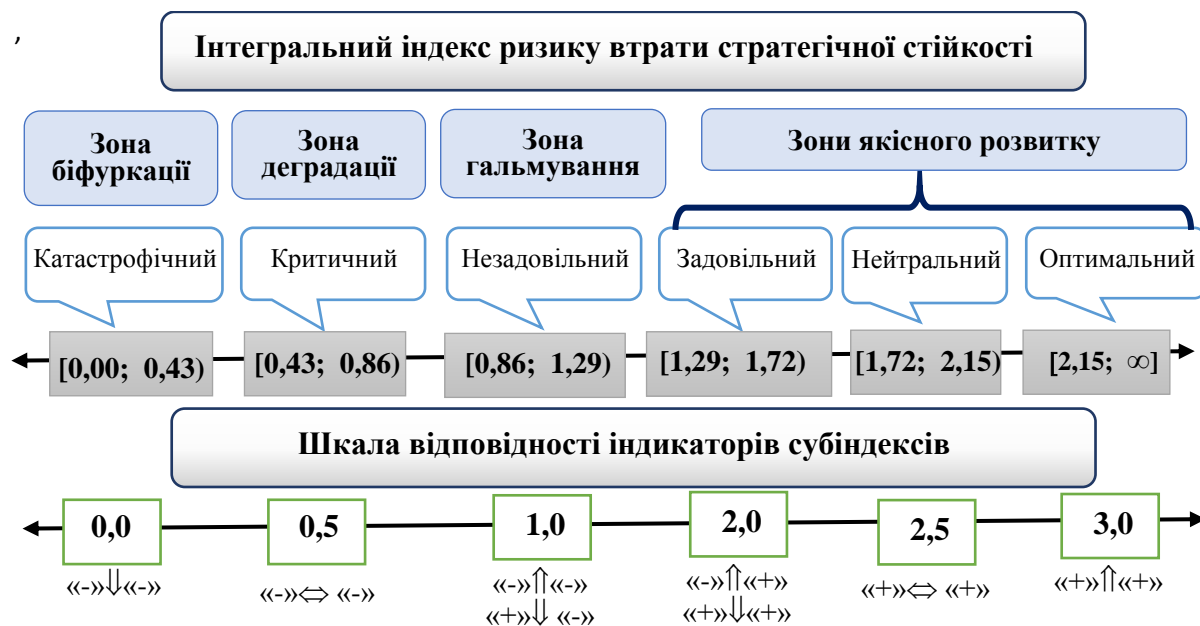 ,
Інтегральний індекс ризику втрати стратегічної стійкості
Зона
біфуркації
Зона
деградації
Зона
гальмування
Зони якісного розвитку
Катастрофічний
Критичний
Незадовільний
Задовільний
Нейтральний
Оптимальний
[0,00; 0,43)
[0,43; 0,86)
[0,86; 1,29)
[1,29; 1,72)
[1,72; 2,15)
[2,15; ∞]
Шкала відповідності індикаторів субіндексів
0,0
0,5
1,0
2,0
2,5
3,0
«-»⇓«-»
«-»⇔ «-»
«-»⇑«-»
«+»⇓ «-»
«-»⇑«+»
«+»⇓«+»
«+»⇔ «+»
«+»⇑«+»